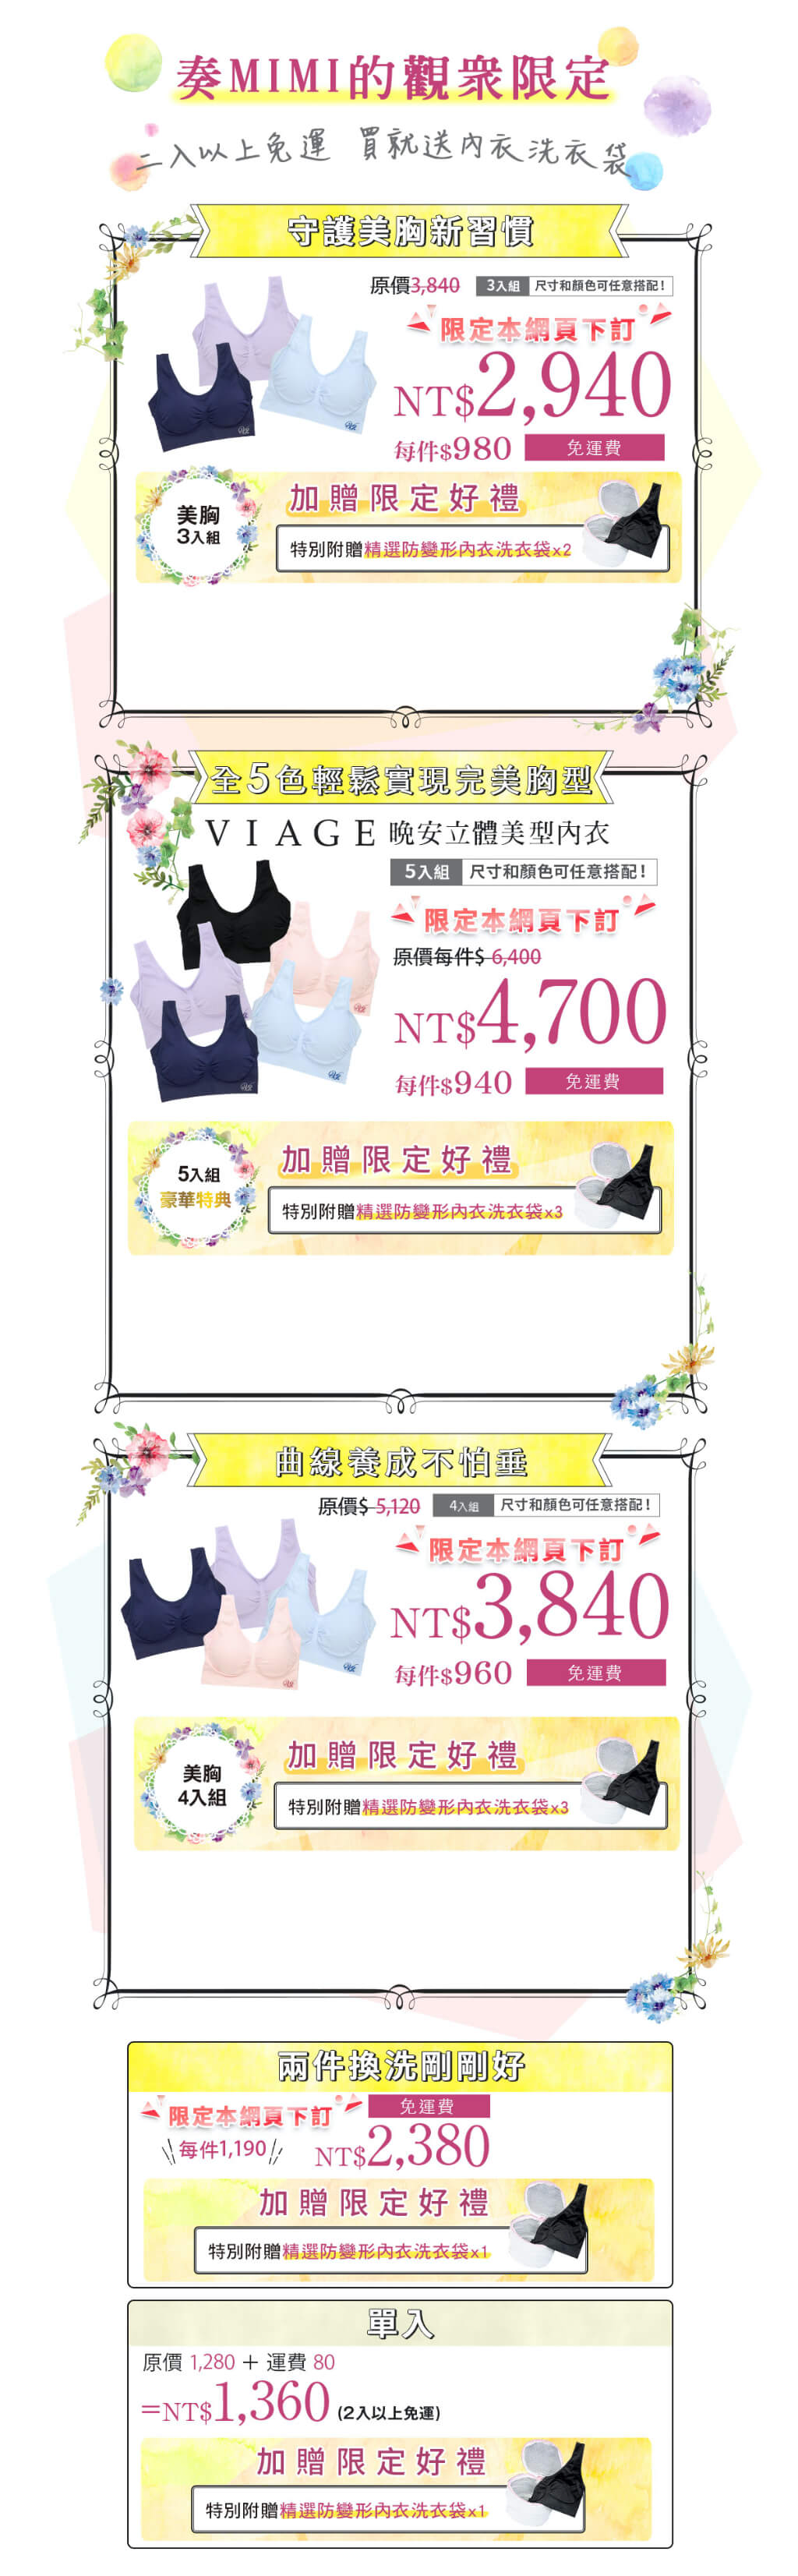 奏MIMI的觀眾限定
二入以上免運 買就送內衣洗衣袋
守護美胸新習慣
原價3,840 3入組 尺寸和顏色可任意搭配!
限定本網頁下訂
NT$2,940
每件$980 免運費
美胸
3入組
加贈限定好禮
特別附贈精選防變形內衣洗衣袋x2
全5色輕鬆實現完美胸型
VIAGE 晚安立體美型內衣
5入組 尺寸和顏色可任意搭配!
限定本網頁下訂
原價每件$ 6,400
NT$4,700
每件$940 免運費
5入組
豪華特典
加贈限定好禮
特別附贈精選防變形內衣洗衣袋x3
曲線養成不怕垂
原價$ 5,120 4入組 尺寸和顏色可任意搭配!
限定本網頁下訂
NT$3,840
每件$960 免運費
美胸
4入組
加贈限定好禮
特別附贈精選防變形內衣洗衣袋x3
兩件換洗剛剛好
限定本網頁下訂 免運費
每件1,190 NT$2,380
加贈限定好禮
特別附贈精選防變形內衣洗衣袋x1
單入
原價 1,280 + 運費 80
=NT$1,360 (2入以上免運)
加贈限定好禮
特別附贈精選防變形內衣洗衣袋x1